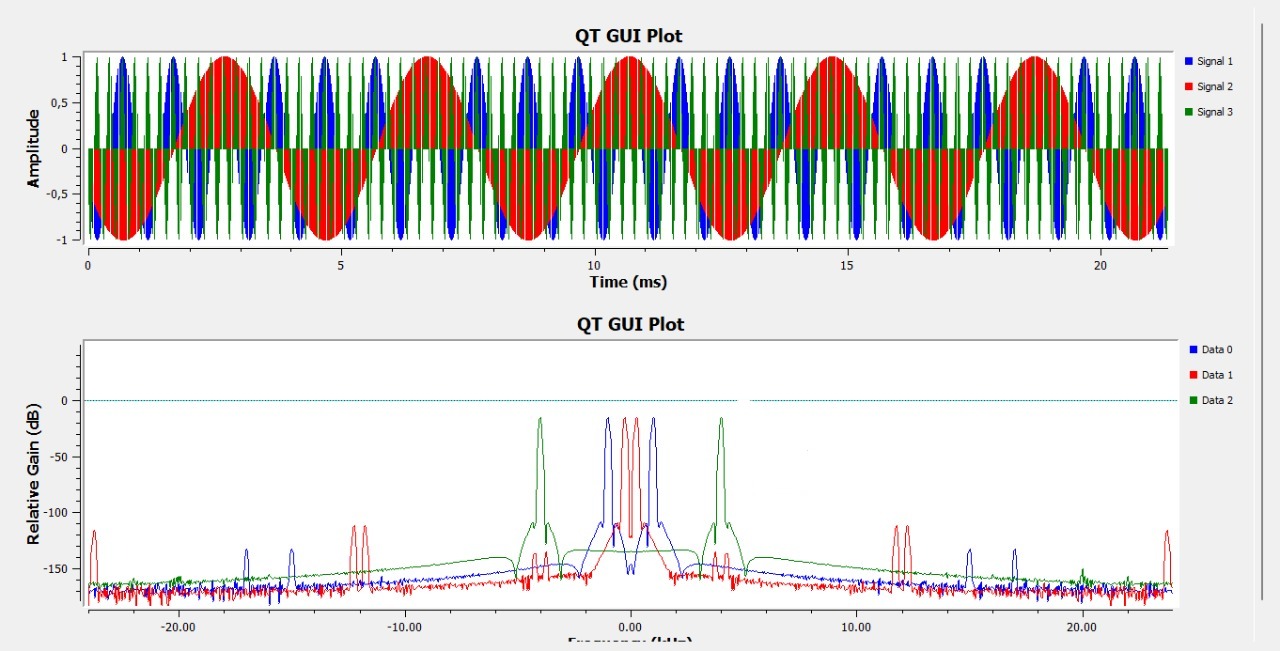 QT GUI Plot
Amplitude
1
0,5
0
-0,5
-1
0 5 10 15 20
Time (ms)
Signal 1
Signal 2
Signal 3
QT GUI Plot
Relative Gain (dB)
0
-50
-100
-150
-20.00 -10.00 0.00 10.00 20.00
Frequency (kHz)
Data 0
Data 1
Data 2